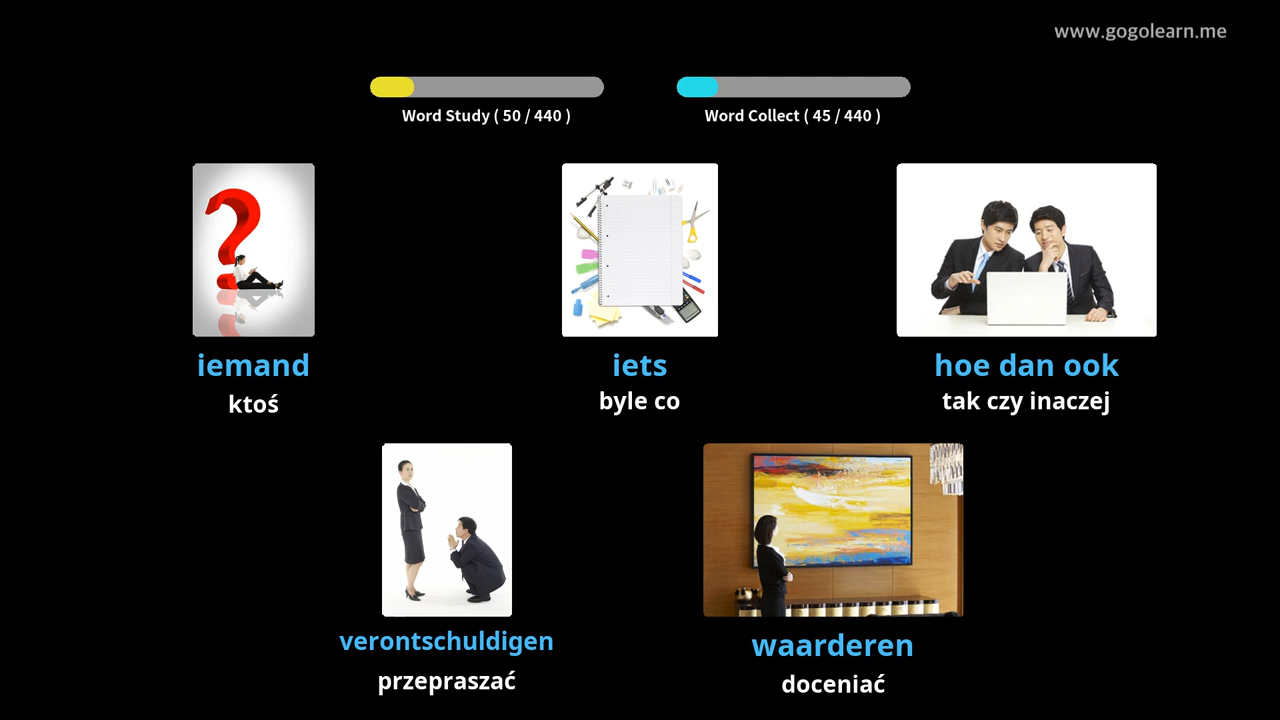 www.gogolearn.me
Word Study ( 50 / 440 )
Word Collect ( 45 / 440 )
iemand
ktoś
iets
byle co
hoe dan ook
tak czy inaczej
verontschuldigen
przepraszać
waarderen
doceniać